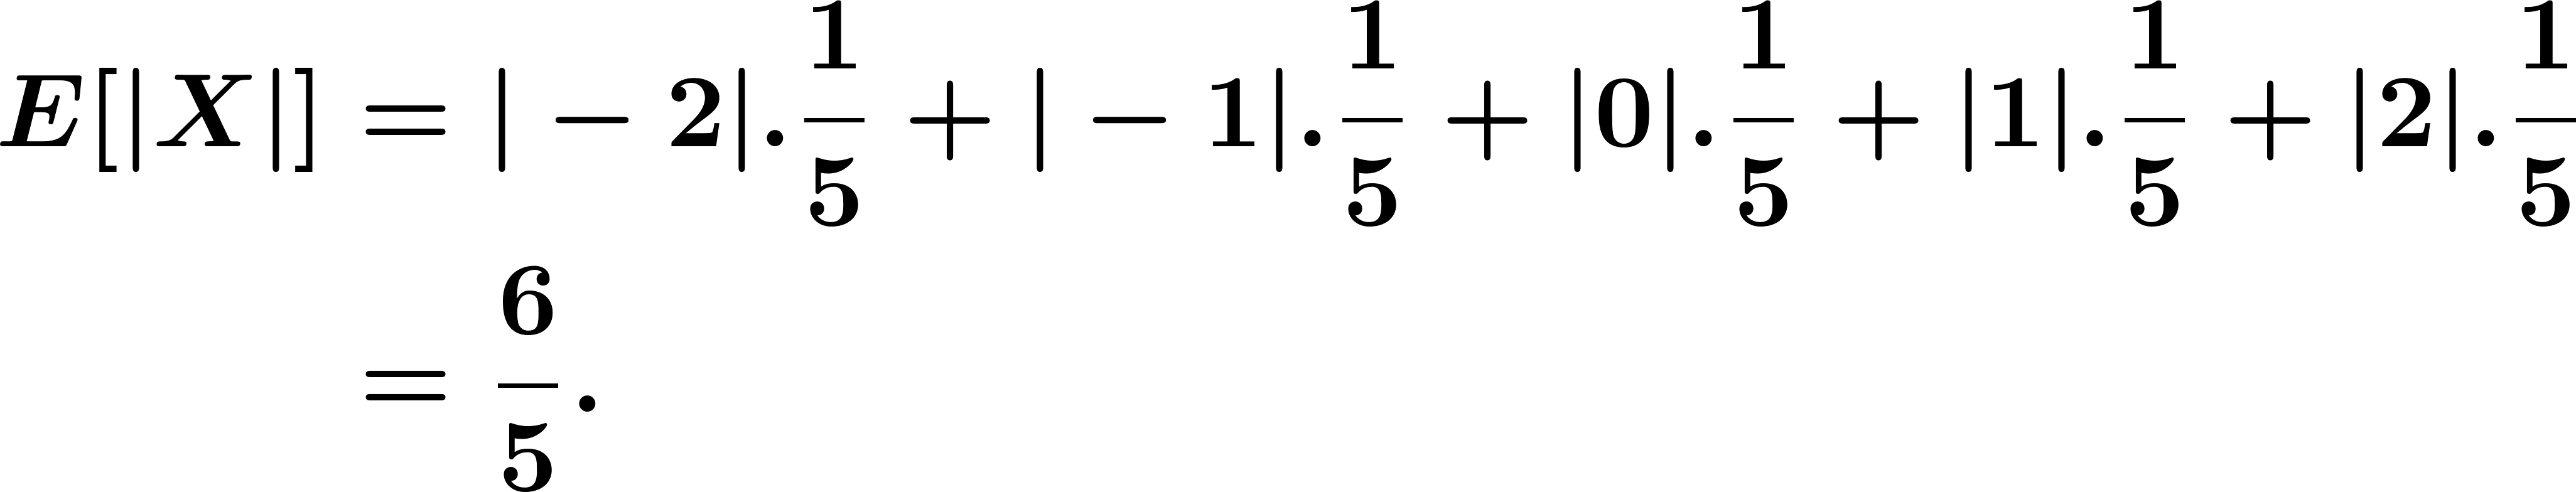 E[|X|] = | − 2|.1/5 + | − 1|.1/5 + |0|.1/5 + |1|.1/5 + |2|.1/5
= 6/5.